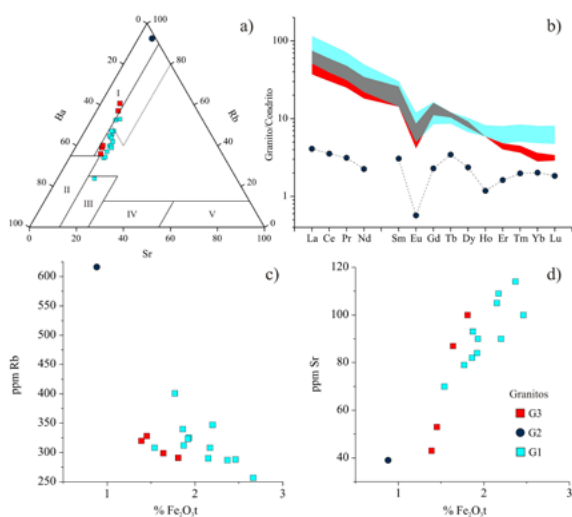 a)
0 100
20 80
40 60
60 40
80 20
100 0
0 20 40 60 80 100
Ba
Rb
Sr
I
II
III
IV
V
b)
Granito/Condrito
100
10
1
La Ce Pr Nd Sm Eu Gd Tb Dy Ho Er Tm Yb Lu
c)
ppm Rb
600
550
500
450
400
350
300
250
1 2 3
% Fe₂O₃t
d)
ppm Sr
120
100
80
60
40
1 2 3
% Fe₂O₃t
Granitos
G3
G2
G1